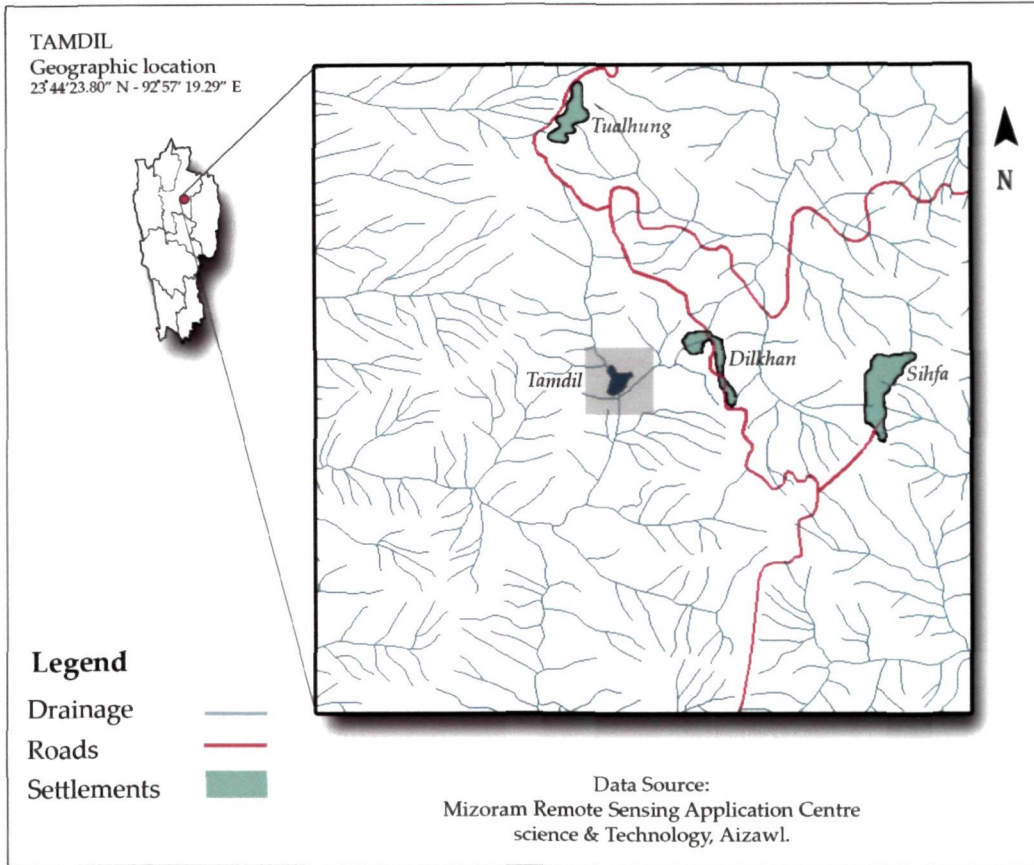 TAMDIL
Geographic location
23°44'23.80" N - 92°57' 19.29" E
N
Tualhung
Dilkhan
Tamdil
Sihfa
Legend
Drainage
Roads
Settlements
Data Source:
Mizoram Remote Sensing Application Centre
science & Technology, Aizawl.